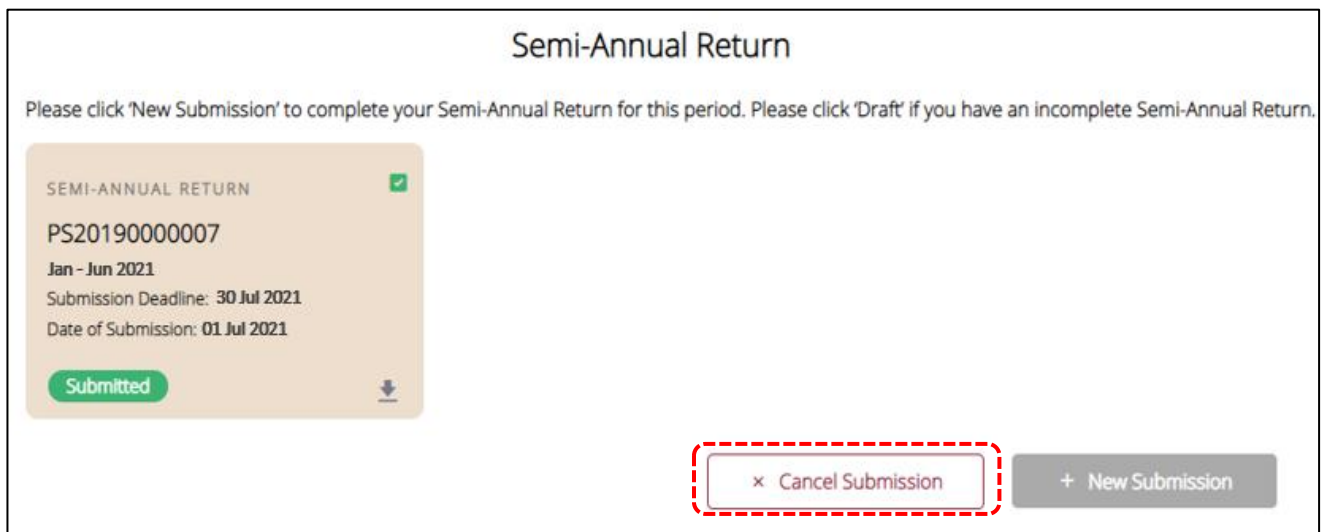 Semi-Annual Return
Please click ‘New Submission’ to complete your Semi-Annual Return for this period. Please click ‘Draft’ if you have an incomplete Semi-Annual Return.
SEMI-ANNUAL RETURN
PS20190000007
Jan - Jun 2021
Submission Deadline: 30 Jul 2021
Date of Submission: 01 Jul 2021
Submitted
× Cancel Submission
+ New Submission